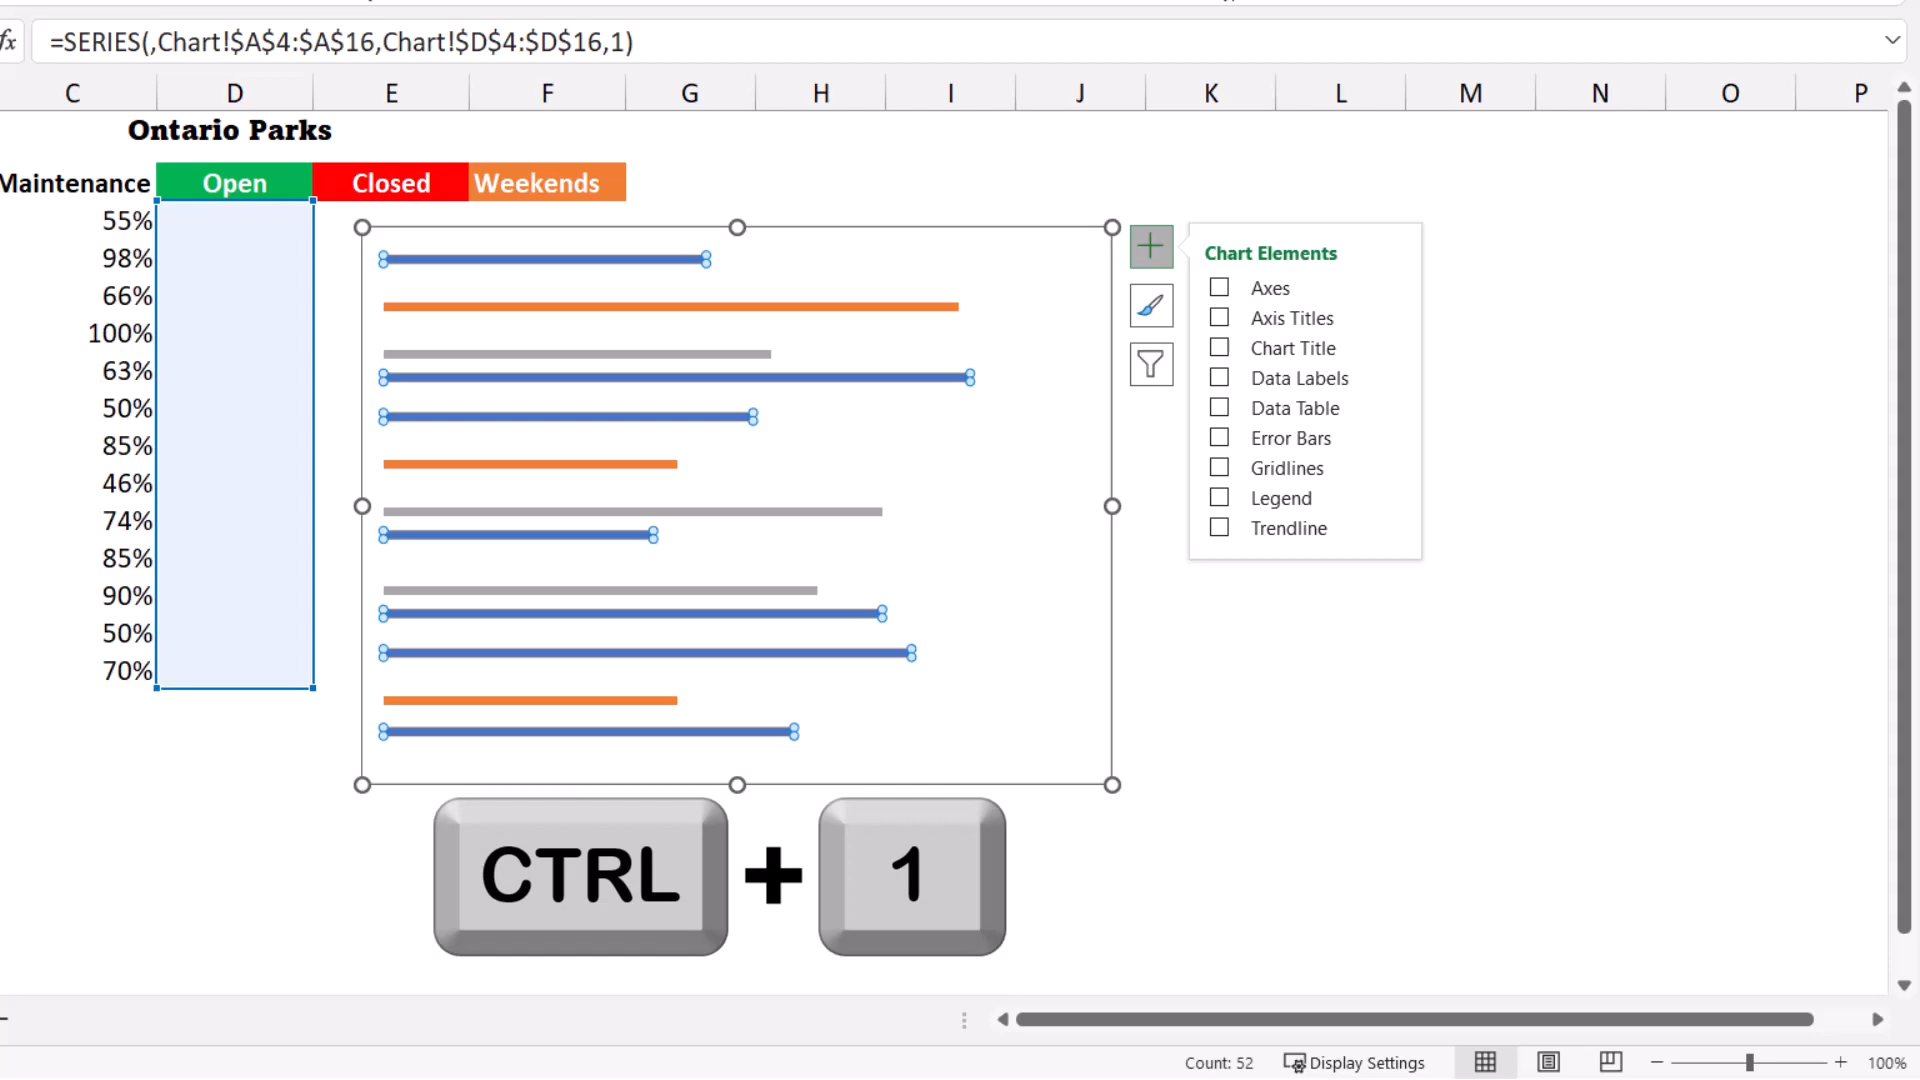 fx =SERIES(,Chart!$A$4:$A$16,Chart!$D$4:$D$16,1)
C D E F G H I J K L M N O P
Ontario Parks
Maintenance Open Closed Weekends
55%
98%
66%
100%
63%
50%
85%
46%
74%
85%
90%
50%
70%
Chart Elements
Axes
Axis Titles
Chart Title
Data Labels
Data Table
Error Bars
Gridlines
Legend
Trendline
CTRL + 1
Count: 52 Display Settings − + 100%